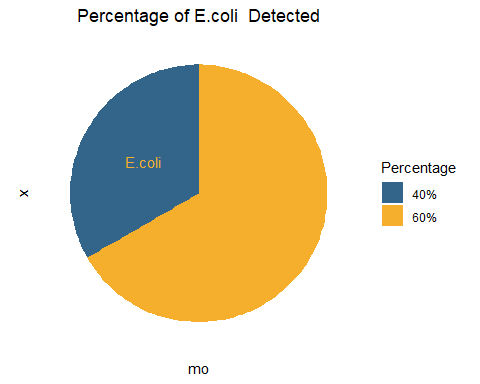 Percentage of E.coli  Detected
E.coli
x
Percentage
40%
60%
mo